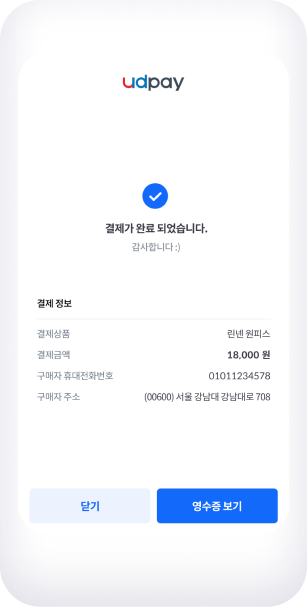 udpay
결제가 완료 되었습니다.
감사합니다 :)
결제 정보
결제상품 린넨 원피스
결제금액 18,000 원
구매자 휴대전화번호 01011234578
구매자 주소 (00600) 서울 강남대 강남대로 708
닫기 영수증 보기